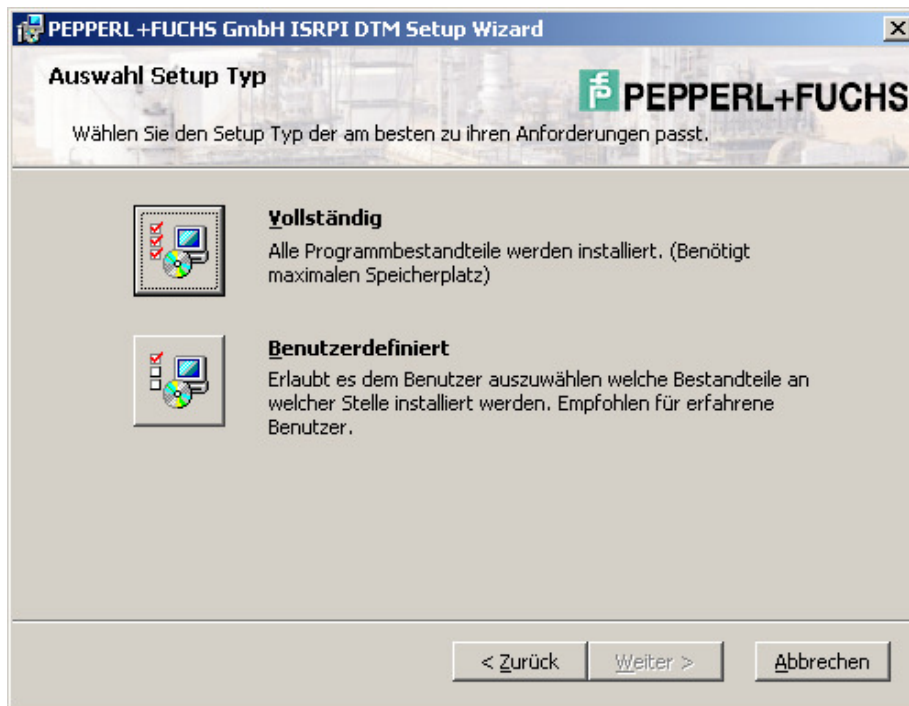 PEPPERL+FUCHS GmbH ISRPI DTM Setup Wizard
Auswahl Setup Typ
PEPPERL+FUCHS
Wählen Sie den Setup Typ der am besten zu ihren Anforderungen passt.
Vollständig
Alle Programmbestandteile werden installiert. (Benötigt
maximalen Speicherplatz)
Benutzerdefiniert
Erlaubt es dem Benutzer auszuwählen welche Bestandteile an
welcher Stelle installiert werden. Empfohlen für erfahrene
Benutzer.
< Zurück
Weiter >
Abbrechen